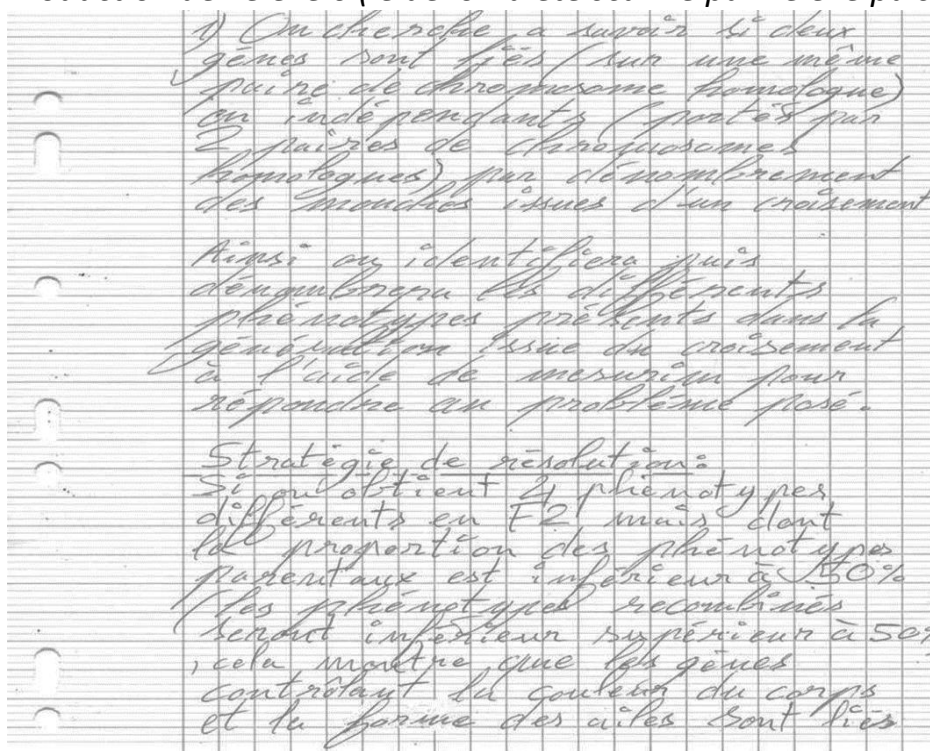 1) On cherche a savoir si deux
gènes sont liés (sur une même
paire de chromosome homologue)
ou indépendants (portés par
2 paires de chromosomes
homologues) par dénombrement
des mouches issues d'un croisement
Ainsi on identifiera puis
dénombrera les différents
phénotypes présents dans la
génération issue du croisement
à l'aide de mesurim pour
répondre au problème posé.
Stratégie de résolution:
Si on obtient 4 phénotypes
différents en F2 mais dont
la proportion des phénotypes
parentaux est inférieur à 50%
(les phénotypes recombinés
seront inférieur supérieur à 50%
, cela montre que les gènes
contrôlant la couleur du corps
et la forme des ailes sont liés